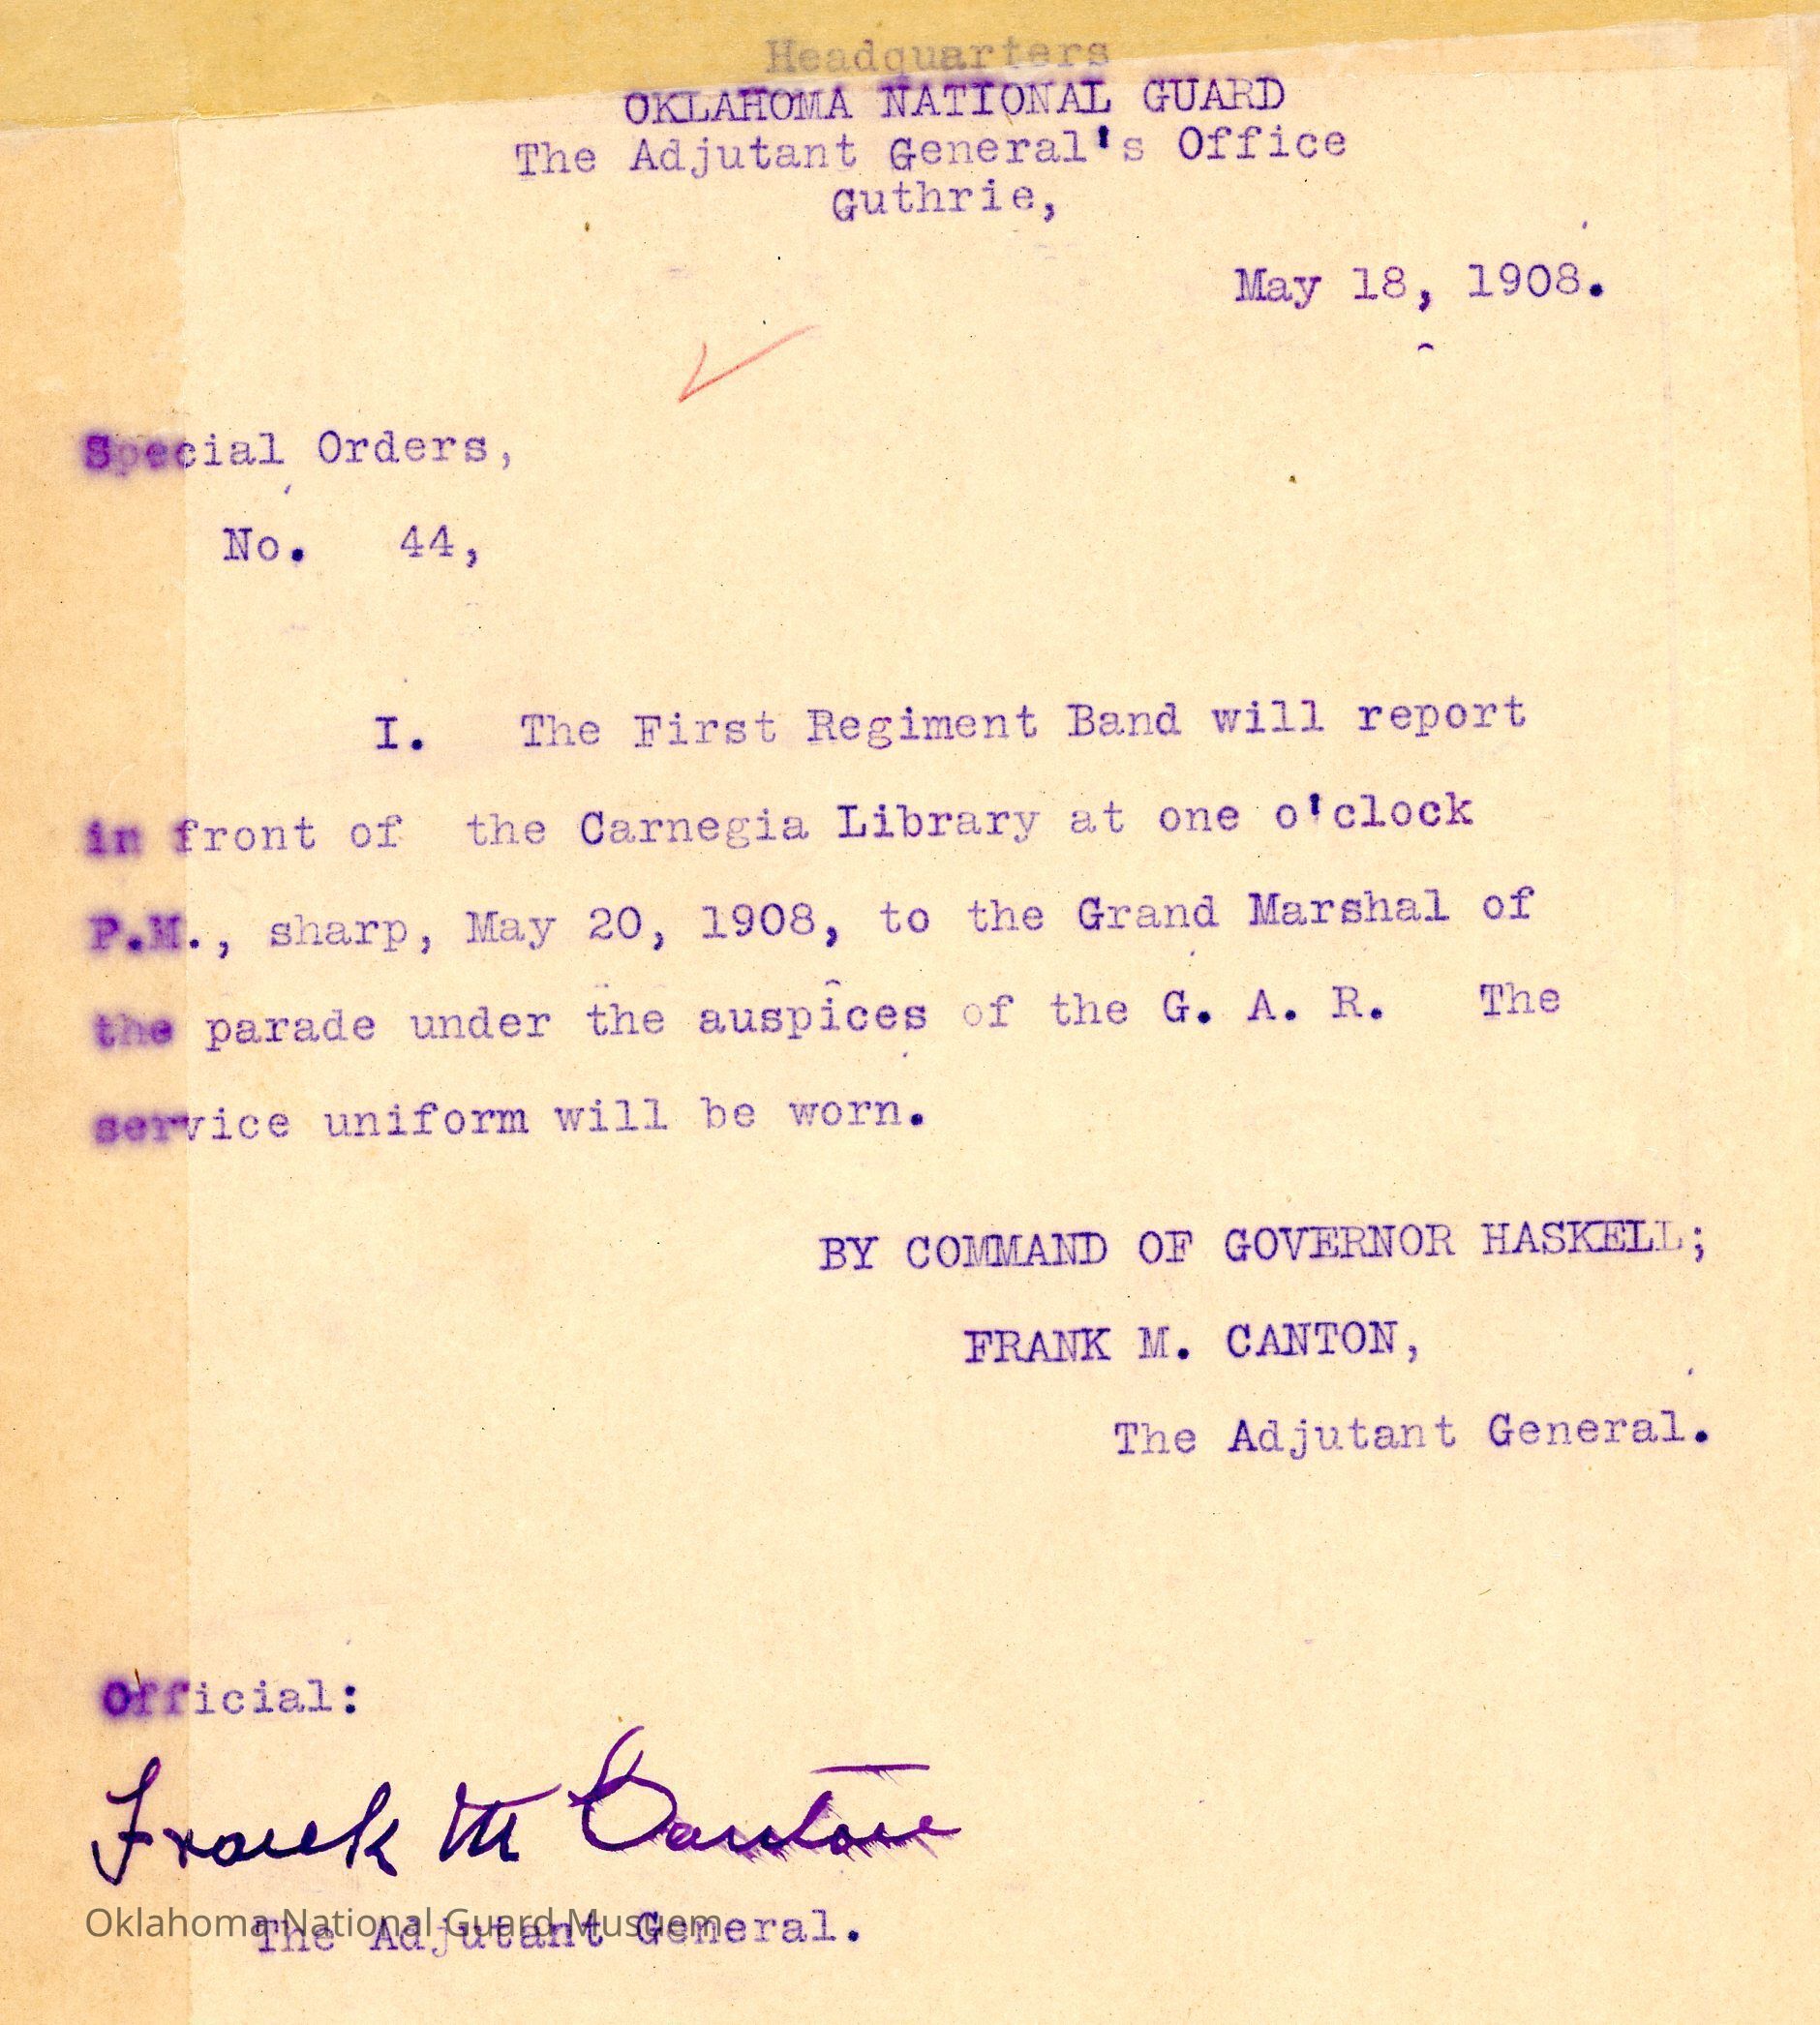 Headquarters
OKLAHOMA NATIONAL GUARD
The Adjutant General's Office
Guthrie,
May 18, 1908.
Special Orders,
No. 44,
I. The First Regiment Band will report
in front of the Carnegia Library at one o'clock
P.M., sharp, May 20, 1908, to the Grand Marshal of
the parade under the auspices of the G. A. R. The
service uniform will be worn.
BY COMMAND OF GOVERNOR HASKELL;
FRANK M. CANTON,
The Adjutant General.
Official:
Frank M Canton
The Adjutant General.
Oklahoma National Guard Musuem